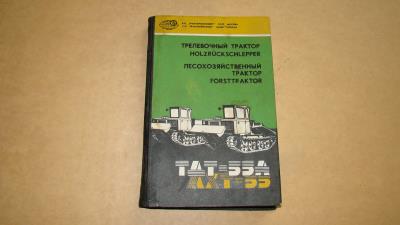 ТРЕЛЕВОЧНЫЙ ТРАКТОР
HOLZRÜCKSCHLEPPER
ЛЕСОХОЗЯЙСТВЕННЫЙ
ТРАКТОР
FORSTTRAKTOR
ТДТ-55А
ЛХТ-55